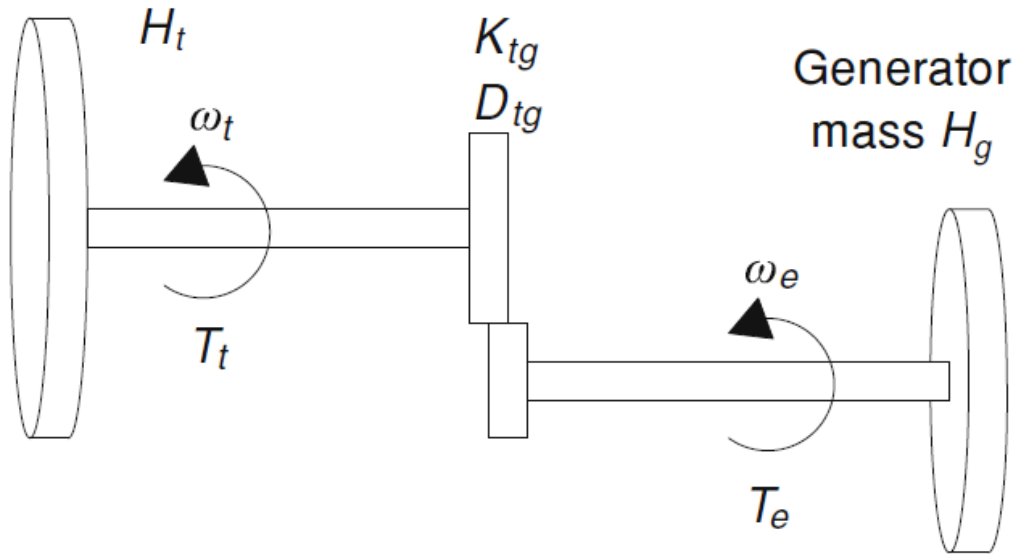 H_t
K_tg
D_tg
Generator
mass H_g
ω_t
ω_e
T_t
T_e